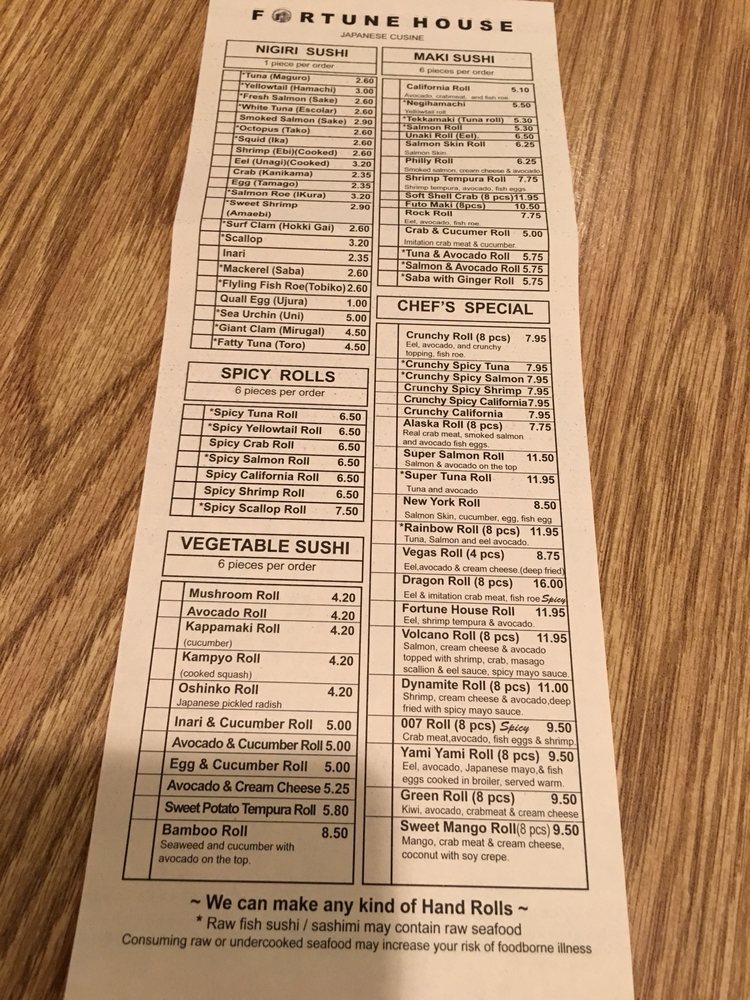 FORTUNE HOUSE
JAPANESE CUSINE
NIGIRI SUSHI
1 piece per order
*Tuna (Maguro) 2.60
*Yellowtail (Hamachi) 3.00
*Fresh Salmon (Sake) 2.60
*White Tuna (Escolar) 2.60
Smoked Salmon (Sake) 2.90
*Octopus (Tako) 2.60
*Squid (Ika) 2.60
Shrimp (Ebi)(Cooked) 2.60
Eel (Unagi)(Cooked) 3.20
Crab (Kanikama) 2.35
Egg (Tamago) 2.35
*Salmon Roe (IKura) 3.20
*Sweet Shrimp 2.90
(Amaebi)
*Surf Clam (Hokki Gai) 2.60
*Scallop 3.20
Inari 2.35
*Mackerel (Saba) 2.60
*Flyling Fish Roe(Tobiko) 2.60
Quall Egg (Ujura) 1.00
*Sea Urchin (Uni) 5.00
*Giant Clam (Mirugal) 4.50
*Fatty Tuna (Toro) 4.50
SPICY ROLLS
6 pieces per order
*Spicy Tuna Roll 6.50
*Spicy Yellowtail Roll 6.50
Spicy Crab Roll 6.50
*Spicy Salmon Roll 6.50
Spicy California Roll 6.50
Spicy Shrimp Roll 6.50
*Spicy Scallop Roll 7.50
VEGETABLE SUSHI
6 pieces per order
Mushroom Roll 4.20
Avocado Roll 4.20
Kappamaki Roll 4.20
(cucumber)
Kampyo Roll 4.20
(cooked squash)
Oshinko Roll 4.20
Japanese pickled radish
Inari & Cucumber Roll 5.00
Avocado & Cucumber Roll 5.00
Egg & Cucumber Roll 5.00
Avocado & Cream Cheese 5.25
Sweet Potato Tempura Roll 5.80
Bamboo Roll 8.50
Seaweed and cucumber with
avocado on the top.
MAKI SUSHI
6 pieces per order
California Roll 5.10
Avocado, crabmeat, and fish roe
*Negihamachi 5.50
Yellowtail roll
*Tekkamaki (Tuna roll) 5.30
*Salmon Roll 5.30
Unaki Roll (Eel). 6.50
Salmon Skin Roll 6.25
Salmon Skin
Philly Roll 6.25
Smoked salmon, cream cheese & avocado
Shrimp Tempura Roll 7.75
Shrimp tempura, avocado, fish eggs
Soft Shell Crab (8 pcs) 11.95
Futo Maki (8pcs) 10.50
Rock Roll 7.75
Eel, avocado, fish roe
Crab & Cucumer Roll 5.00
Imitation crab meat & cucumber
*Tuna & Avocado Roll 5.75
*Salmon & Avocado Roll 5.75
*Saba with Ginger Roll 5.75
CHEF'S SPECIAL
Crunchy Roll (8 pcs) 7.95
Eel, avocado, and crunchy
topping, fish roe.
*Crunchy Spicy Tuna 7.95
*Crunchy Spicy Salmon 7.95
Crunchy Spicy Shrimp 7.95
Crunchy Spicy California 7.95
Crunchy California 7.95
Alaska Roll (8 pcs) 7.75
Real crab meat, smoked salmon
and avocado fish eggs.
Super Salmon Roll 11.50
Salmon & avocado on the top
*Super Tuna Roll 11.95
Tuna and avocado
New York Roll 8.50
Salmon Skin, cucumber, egg, fish egg
*Rainbow Roll (8 pcs) 11.95
Tuna, Salmon and eel avocado.
Vegas Roll (4 pcs) 8.75
Eel,avocado & cream cheese.(deep fried)
Dragon Roll (8 pcs) 16.00
Eel & imitation crab meat, fish roe Spicy
Fortune House Roll 11.95
Eel, shrimp tempura & avocado.
Volcano Roll (8 pcs) 11.95
Salmon, cream cheese & avocado
topped with shrimp, crab, masago
scallion & eel sauce, spicy mayo sauce.
Dynamite Roll (8 pcs) 11.00
Shrimp, cream cheese & avocado,deep
fried with spicy mayo sauce.
007 Roll (8 pcs) Spicy 9.50
Crab meat,avocado, fish eggs & shrimp.
Yami Yami Roll (8 pcs) 9.50
Eel, avocado, Japanese mayo,& fish
eggs cooked in broiler, served warm.
Green Roll (8 pcs) 9.50
Kiwi, avocado, crabmeat & cream cheese
Sweet Mango Roll(8 pcs) 9.50
Mango, crab meat & cream cheese,
coconut with soy crepe.
~ We can make any kind of Hand Rolls ~
* Raw fish sushi / sashimi may contain raw seafood
Consuming raw or undercooked seafood may increase your risk of foodborne illness